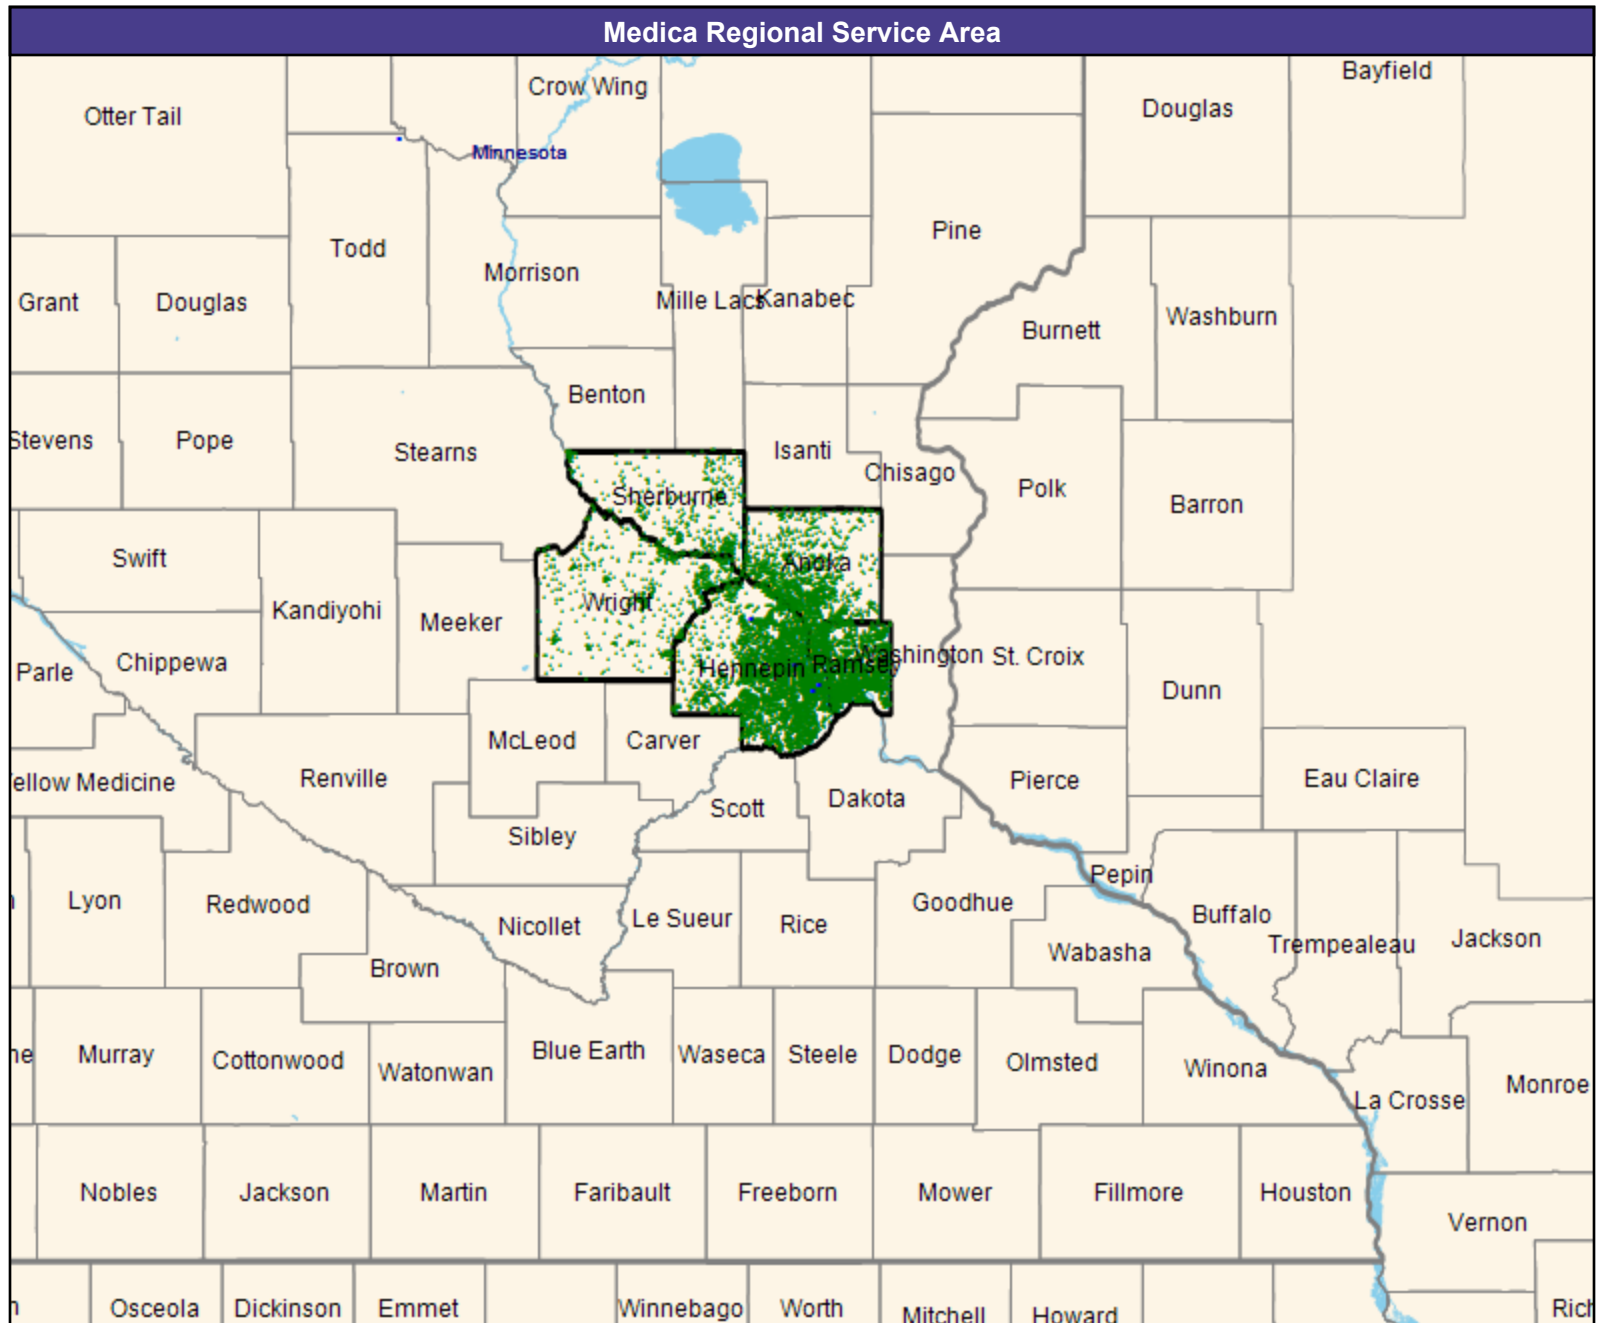 Medica Regional Service Area
Crow Wing
Bayfield
Otter Tail
Douglas
Minnesota
Pine
Todd
Morrison
Grant
Douglas
Mille Lacs
Kanabec
Washburn
Burnett
Benton
Stevens
Pope
Stearns
Isanti
Chisago
Polk
Sherburne
Barron
Swift
Anoka
Wright
Kandiyohi
Meeker
Washington
St. Croix
Parle
Chippewa
Hennepin
Ramsey
Dunn
McLeod
Carver
Renville
Pierce
Eau Claire
ellow Medicine
Scott
Dakota
Sibley
Pepin
Lyon
Redwood
Goodhue
Buffalo
Nicollet
Le Sueur
Rice
Trempealeau
Jackson
Wabasha
Brown
ne
Murray
Cottonwood
Watonwan
Blue Earth
Waseca
Steele
Dodge
Olmsted
Winona
Monroe
La Crosse
Nobles
Jackson
Martin
Faribault
Freeborn
Mower
Fillmore
Houston
Vernon
n
Osceola
Dickinson
Emmet
Winnebago
Worth
Mitchell
Howard
Rich